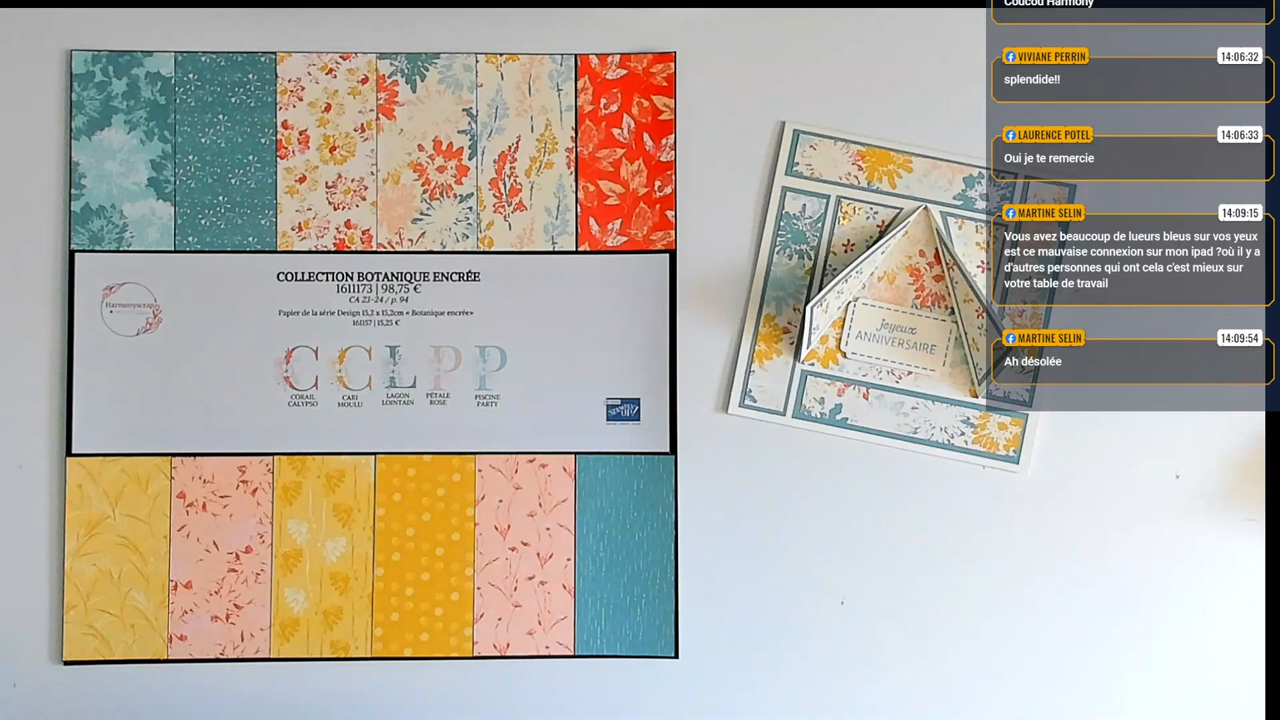 Coucou Harmony
VIVIANE PERRIN
14:06:32
splendide!!
LAURENCE POTEL
14:06:33
Oui je te remercie
MARTINE SELIN
14:09:15
Vous avez beaucoup de lueurs bleus sur vos yeux
est ce mauvaise connexion sur mon ipad ?où il y a
d'autres personnes qui ont cela c'est mieux sur
votre table de travail
MARTINE SELIN
14:09:54
Ah désolée
COLLECTION BOTANIQUE ENCRÉE
1611173 | 98,75 €
CA 23-24 / p. 94
Papier de la série Design 15,2 x 15,2cm « Botanique encrée»
161157 | 15,25 €
Harmonyscrap
C C L P P
CORAIL CALYPSO
CARI MOULU
LAGON LOINTAIN
PÉTALE ROSE
PISCINE PARTY
STAMPIN' UP!
joyeux
ANNIVERSAIRE